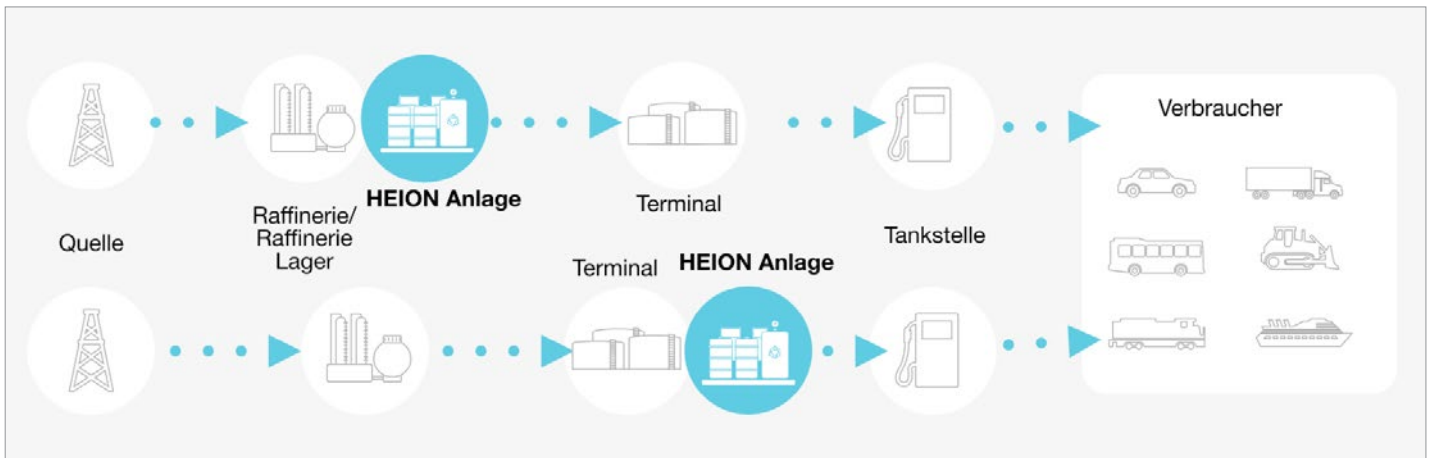 Verbraucher
HEION Anlage
Terminal
Raffinerie/
Raffinerie
Lager
Quelle
Tankstelle
Terminal
HEION Anlage